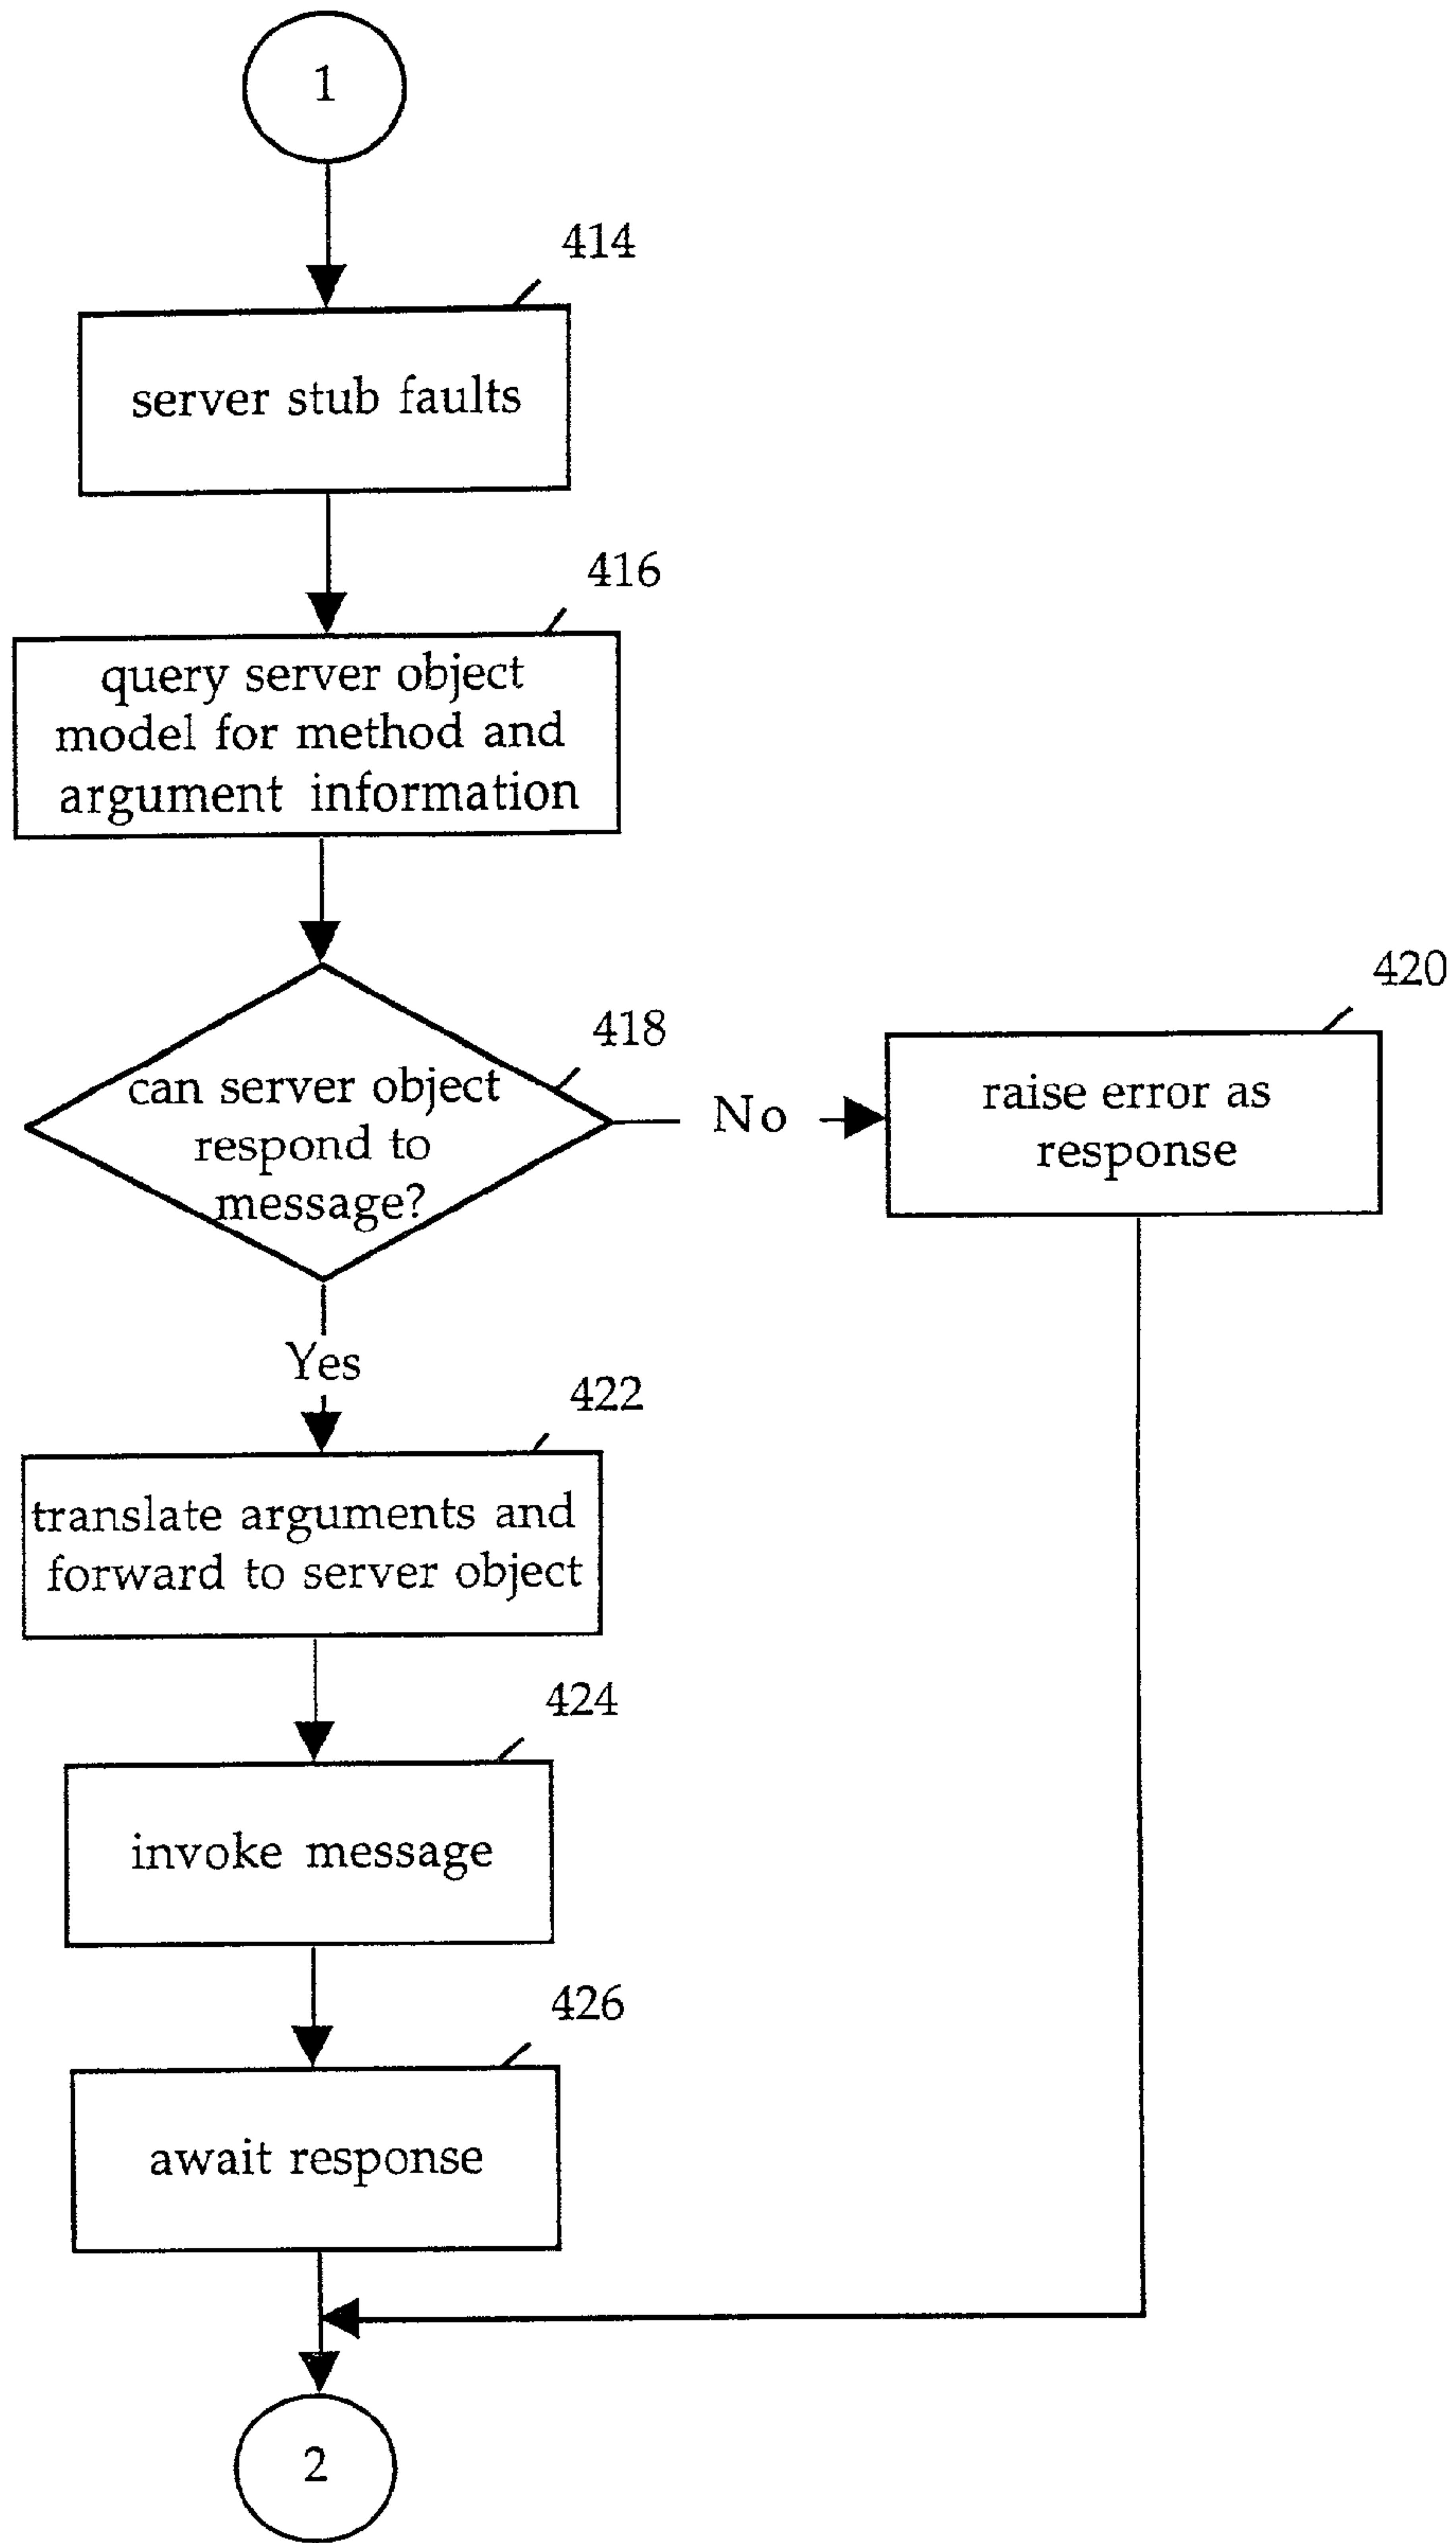 1
414
server stub faults
416
query server object
model for method and
argument information
418
can server object
respond to
message?
No
420
raise error as
response
Yes
422
translate arguments and
forward to server object
424
invoke message
426
await response
2